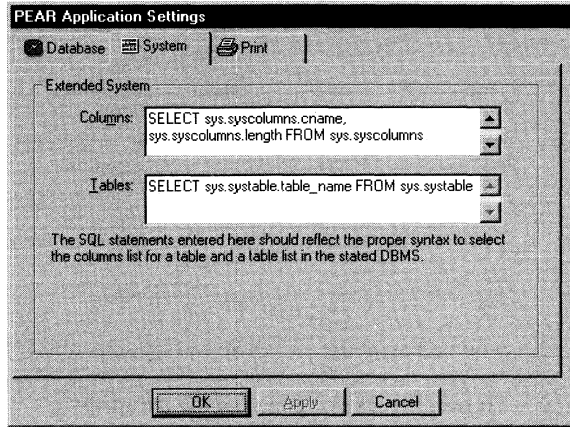 PEAR Application Settings
Database
System
Print
Extended System
Columns:
SELECT sys.syscolumns.cname,
sys.syscolumns.length FROM sys.syscolumns
Tables:
SELECT sys.systable.table_name FROM sys.systable
The SQL statements entered here should reflect the proper syntax to select
the columns list for a table and a table list in the stated DBMS.
OK
Apply
Cancel